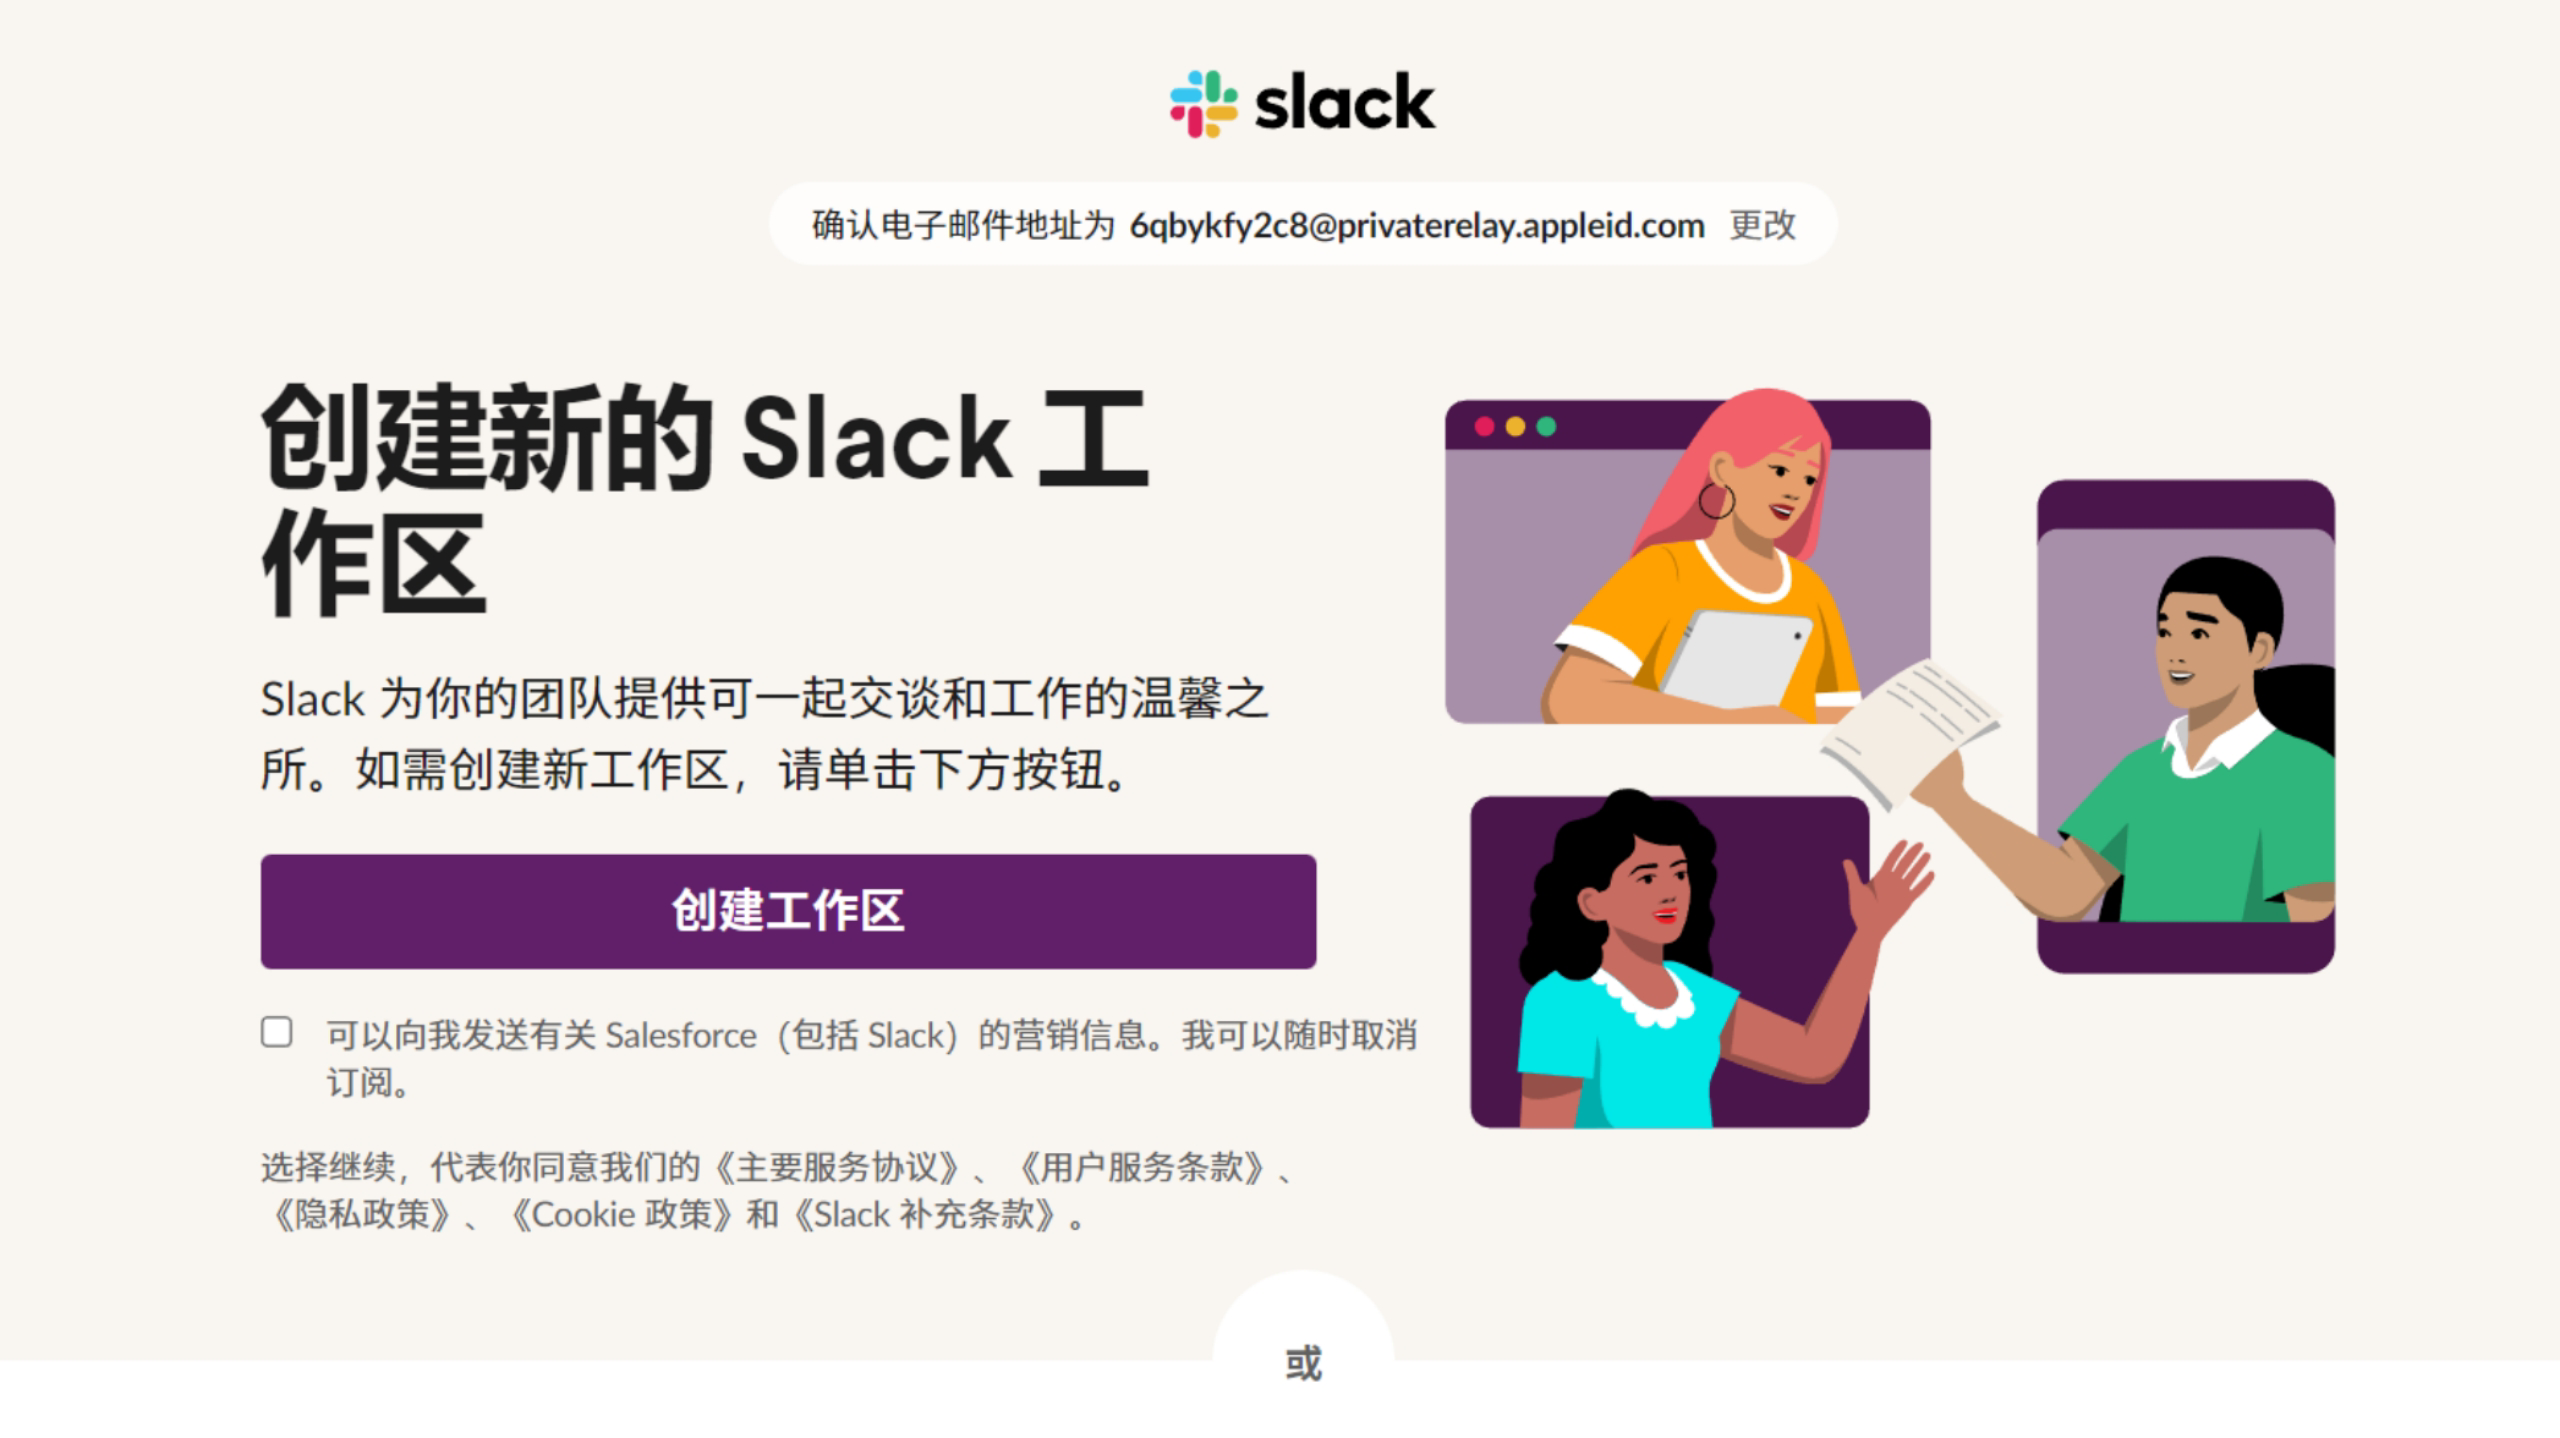 slack
确认电子邮件地址为 6qbykfy2c8@privaterelay.appleid.com 更改
创建新的 Slack 工
作区
Slack 为你的团队提供可一起交谈和工作的温馨之
所。如需创建新工作区，请单击下方按钮。
创建工作区
可以向我发送有关 Salesforce（包括 Slack）的营销信息。我可以随时取消
订阅。
选择继续，代表你同意我们的《主要服务协议》、《用户服务条款》、
《隐私政策》、《Cookie 政策》和《Slack 补充条款》。
或